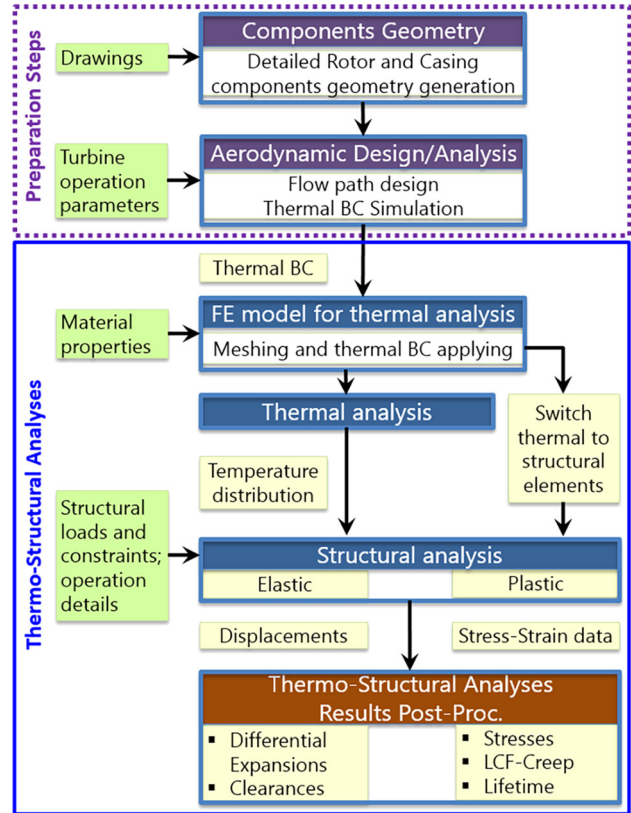 Preparation Steps
Components Geometry
Drawings
Detailed Rotor and Casing
components geometry generation
Aerodynamic Design/Analysis
Turbine
operation
parameters
Flow path design
Thermal BC Simulation
Thermo-Structural Analyses
Thermal BC
FE model for thermal analysis
Material
properties
Meshing and thermal BC applying
Thermal analysis
Switch
thermal to
structural
elements
Temperature
distribution
Structural
loads and
constraints;
operation
details
Structural analysis
Elastic
Plastic
Displacements
Stress-Strain data
Thermo-Structural Analyses
Results Post-Proc.
▪ Differential
Expansions
▪ Clearances
▪ Stresses
▪ LCF-Creep
▪ Lifetime